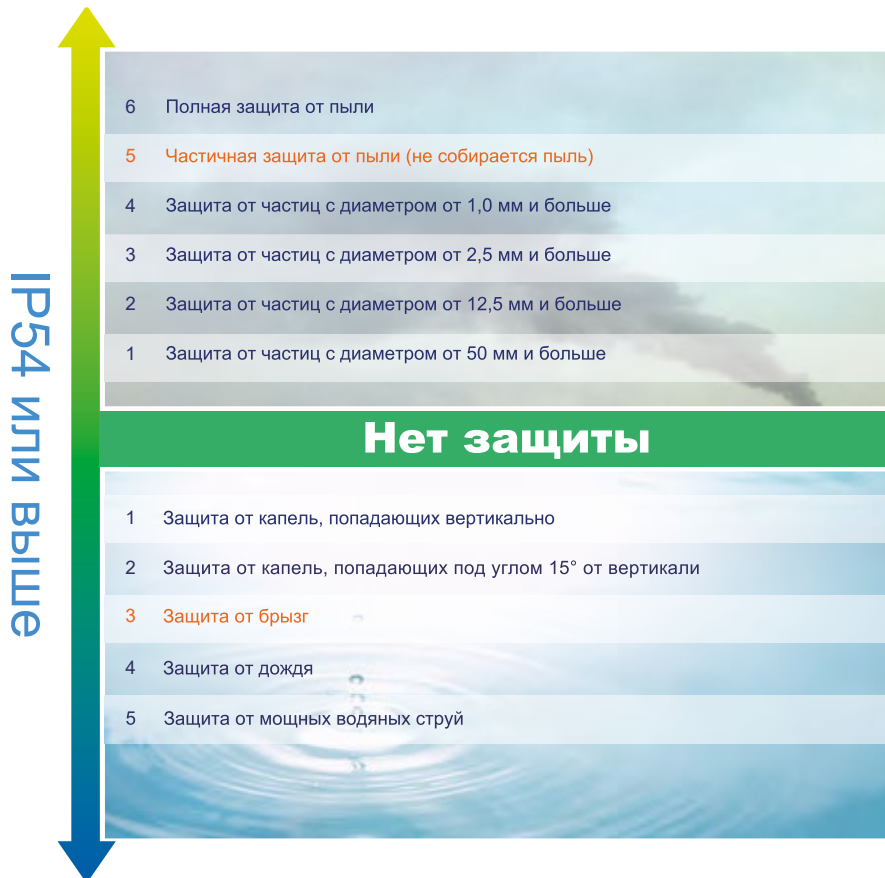 IP54 или выше
6 Полная защита от пыли
5 Частичная защита от пыли (не собирается пыль)
4 Защита от частиц с диаметром от 1,0 мм и больше
3 Защита от частиц с диаметром от 2,5 мм и больше
2 Защита от частиц с диаметром от 12,5 мм и больше
1 Защита от частиц с диаметром от 50 мм и больше
Нет защиты
1 Защита от капель, попадающих вертикально
2 Защита от капель, попадающих под углом 15° от вертикали
3 Защита от брызг
4 Защита от дождя
5 Защита от мощных водяных струй